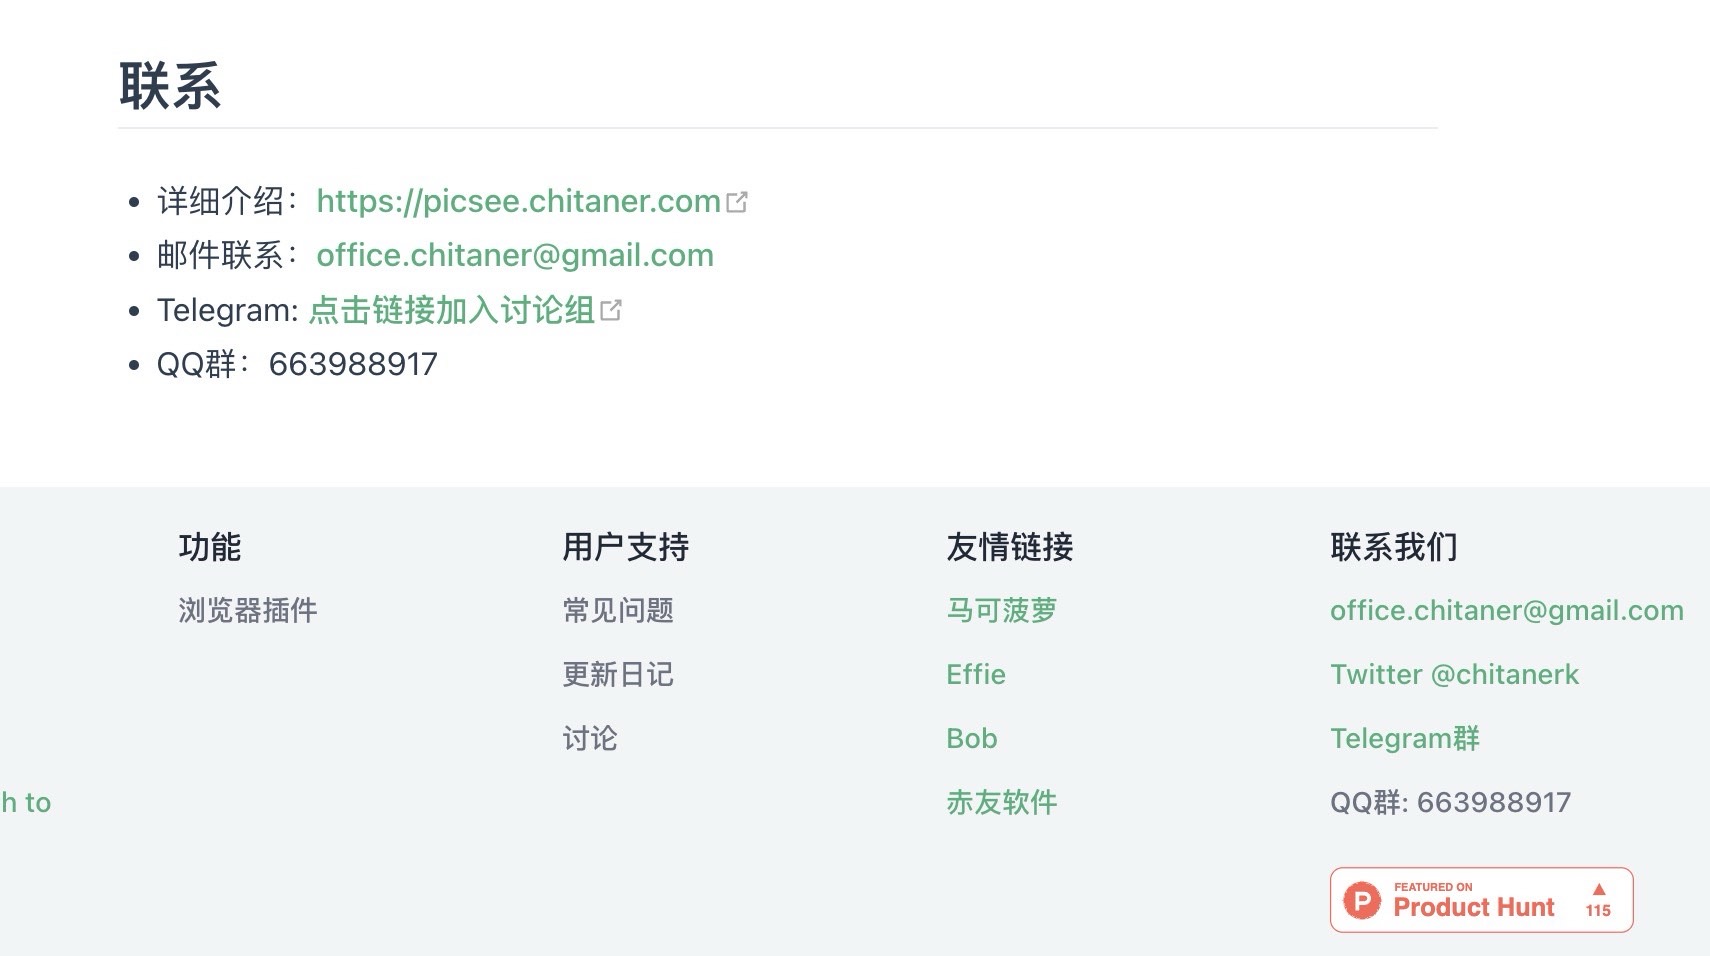 联系
详细介绍：https://picsee.chitaner.com
邮件联系：office.chitaner@gmail.com
Telegram: 点击链接加入讨论组
QQ群：663988917
功能
浏览器插件
用户支持
常见问题
更新日记
讨论
友情链接
马可菠萝
Effie
Bob
赤友软件
联系我们
office.chitaner@gmail.com
Twitter @chitanerk
Telegram群
QQ群: 663988917
h to
FEATURED ON
Product Hunt
115